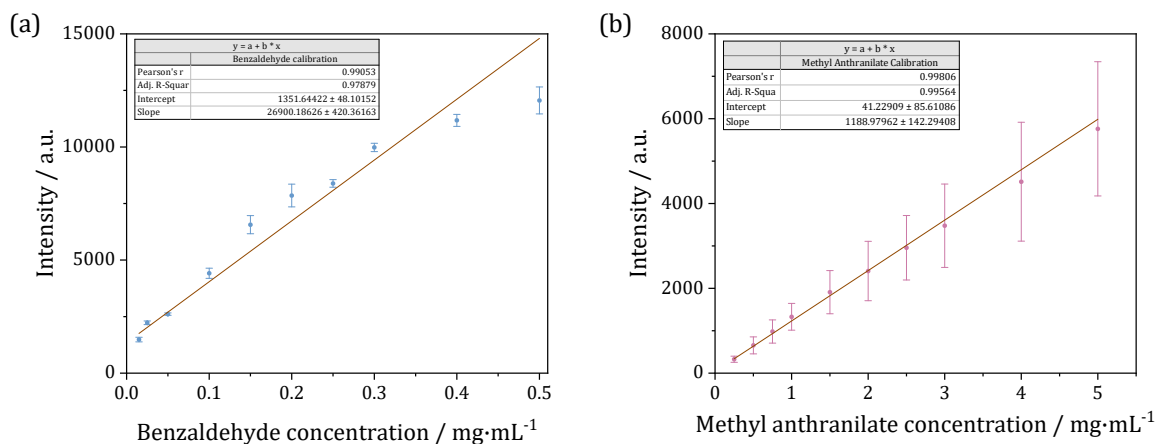 (a)
15000
10000
5000
0
Intensity / a.u.
y = a + b * x
Benzaldehyde calibration
Pearson's r 0.99053
Adj. R-Squar 0.97879
Intercept 1351.64422 ± 48.10152
Slope 26900.18626 ± 420.36163
0.0 0.1 0.2 0.3 0.4 0.5
Benzaldehyde concentration / mg·mL⁻¹
(b)
8000
6000
4000
2000
0
Intensity / a.u.
y = a + b * x
Methyl Anthranilate Calibration
Pearson's r 0.99806
Adj. R-Squa 0.99564
Intercept 41.22909 ± 85.61086
Slope 1188.97962 ± 142.29408
0 1 2 3 4 5
Methyl anthranilate concentration / mg·mL⁻¹